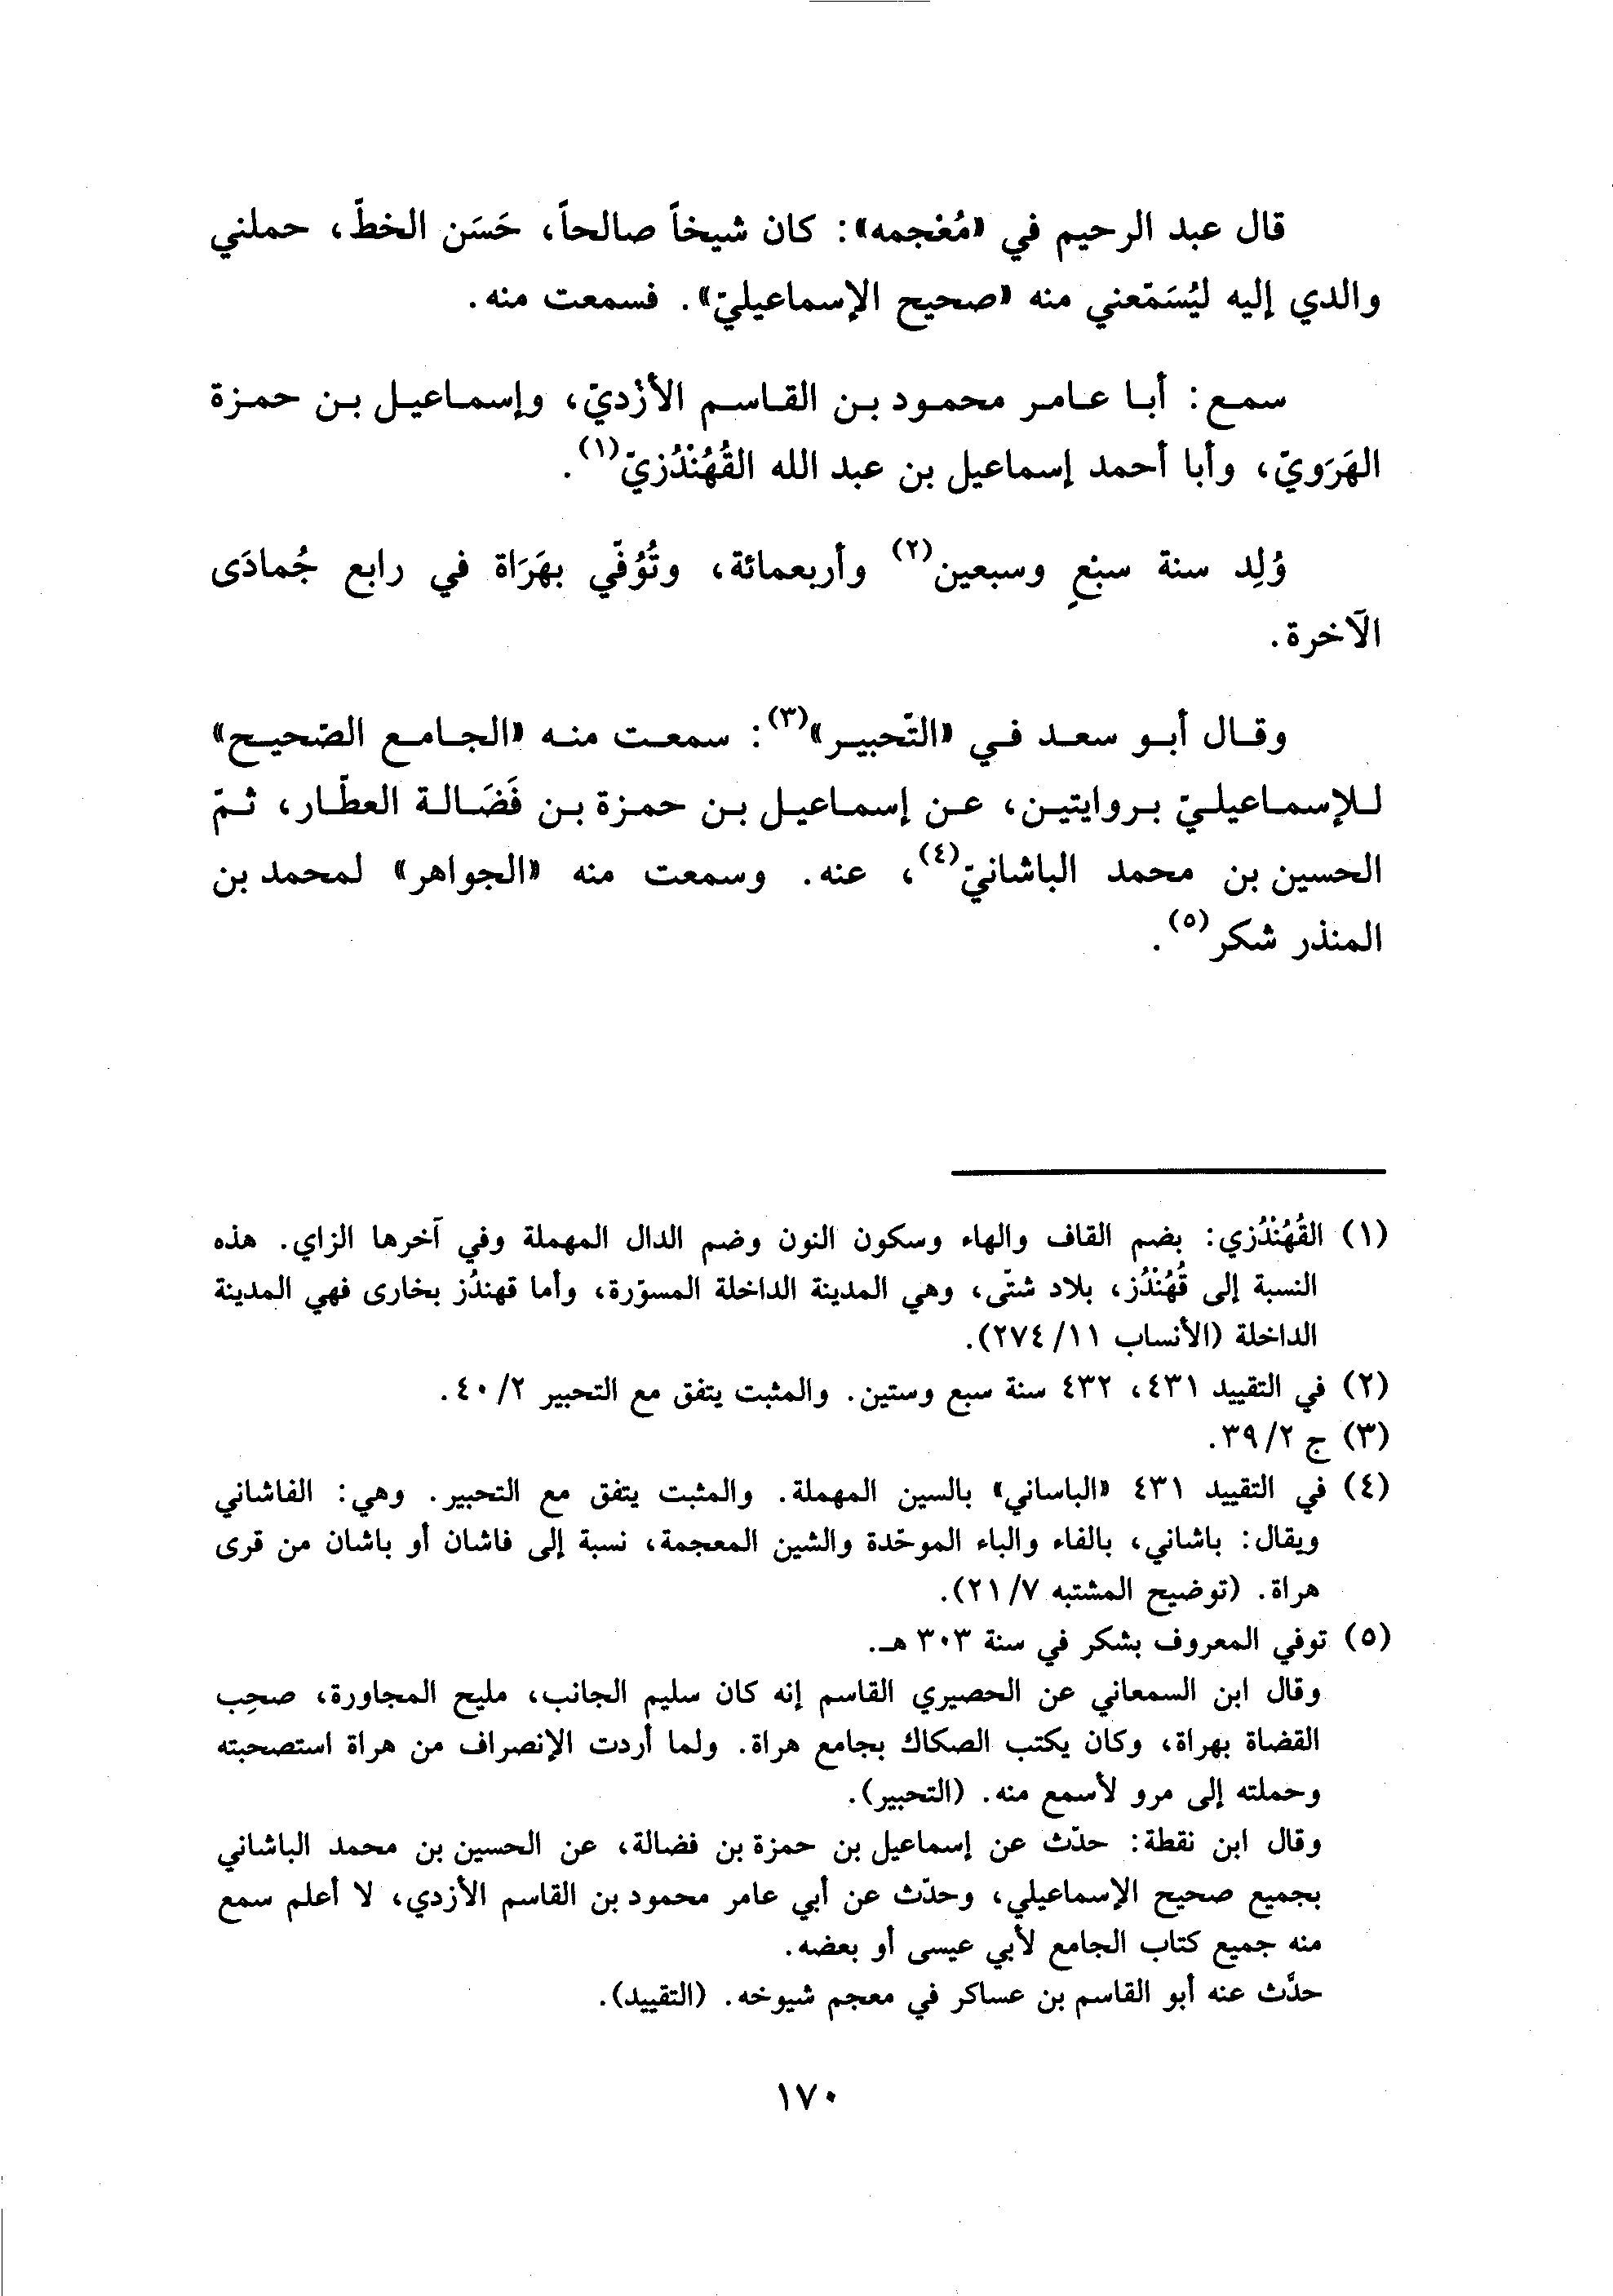 قال عبد الرحيم في «مُعْجمه»: كان شيخاً صالحاً، حَسَن الخطّ، حملني
والدي إليه ليُسَمّعني منه «صحيح الإسماعيليّ». فسمعت منه.
سمع: أبا عامر محمود بن القاسم الأزْديّ، وإسماعيل بن حمزة
الهَرَويّ، وأبا أحمد إسماعيل بن عبد الله القُهُنْدُزيّ(١).
وُلِد سنة سبْعٍ وسبعين(٢) وأربعمائة، وتُوُفّي بهَرَاة في رابع جُمادَى
الآخرة.
وقال أبو سعد في «التّحبير»(٣): سمعت منه «الجامع الصّحيح»
للإسماعيليّ بروايتين، عن إسماعيل بن حمزة بن فَضَالة العطّار، ثمّ
الحسين بن محمد الباشانيّ(٤)، عنه. وسمعت منه «الجواهر» لمحمد بن
المنذر شكر(٥).
(١) القُهُنْدُزي: بضم القاف والهاء وسكون النون وضم الدال المهملة وفي آخرها الزاي. هذه
النسبة إلى قُهُنْدُز، بلاد شتّى، وهي المدينة الداخلة المسوّرة، وأما قهندُز بخارى فهي المدينة
الداخلة (الأنساب ١١/٢٧٤).
(٢) في التقييد ٤٣١، ٤٣٢ سنة سبع وستين. والمثبت يتفق مع التحبير ٢/٤٠.
(٣) ج ٢/٣٩.
(٤) في التقييد ٤٣١ «الباساني» بالسين المهملة. والمثبت يتفق مع التحبير. وهي: الفاشاني
ويقال: باشاني، بالفاء والباء الموحّدة والشين المعجمة، نسبة إلى فاشان أو باشان من قرى
هراة. (توضيح المشتبه ٧/٢١).
(٥) توفي المعروف بشكر في سنة ٣٠٣ هـ.
وقال ابن السمعاني عن الحصيري القاسم إنه كان سليم الجانب، مليح المجاورة، صحِب
القضاة بهراة، وكان يكتب الصكاك بجامع هراة. ولما أردت الإنصراف من هراة استصحبته
وحملته إلى مرو لأسمع منه. (التحبير).
وقال ابن نقطة: حدّث عن إسماعيل بن حمزة بن فضالة، عن الحسين بن محمد الباشاني
بجميع صحيح الإسماعيلي، وحدّث عن أبي عامر محمود بن القاسم الأزدي، لا أعلم سمع
منه جميع كتاب الجامع لأبي عيسى أو بعضه.
حدَّث عنه أبو القاسم بن عساكر في معجم شيوخه. (التقييد).
١٧٠